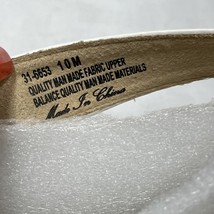 31-5653 10M
QUALITY MAN MADE FABRIC UPPER
BALANCE QUALITY MAN MADE MATERIALS
Made In China